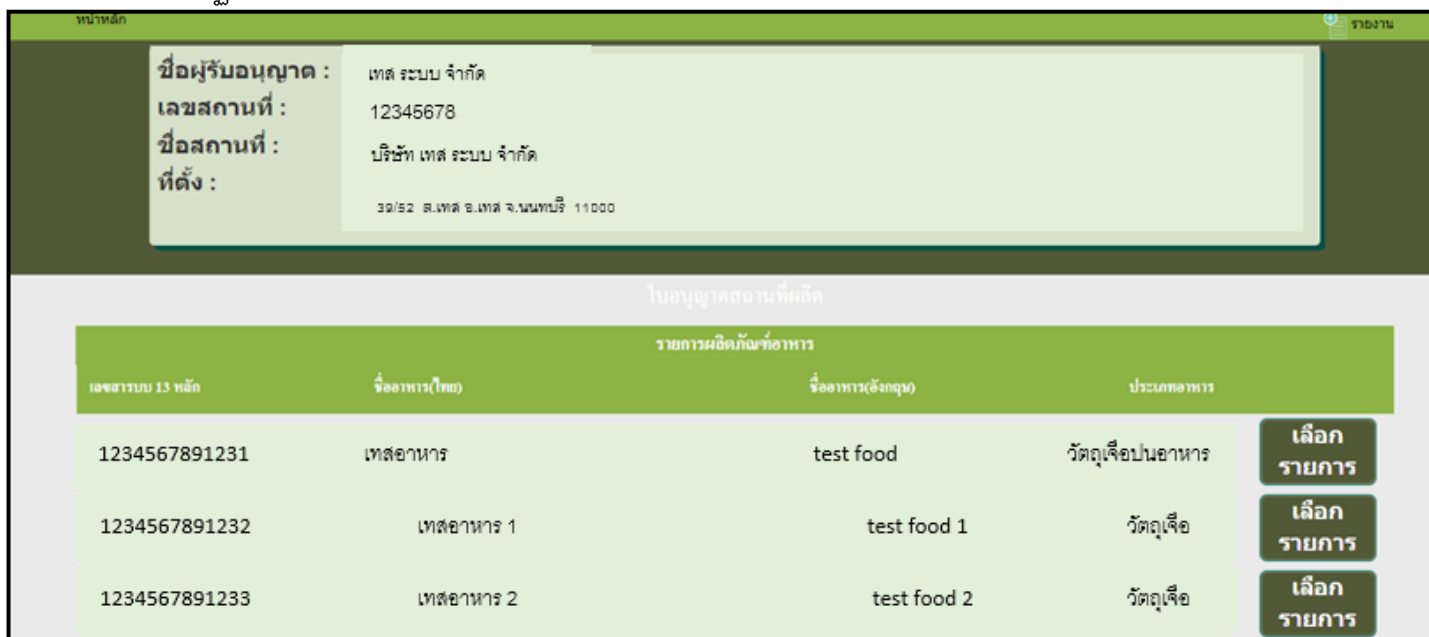 หน้าหลัก รายงาน
ชื่อผู้รับอนุญาต : เทส ระบบ จำกัด
เลขสถานที่ : 12345678
ชื่อสถานที่ : บริษัท เทส ระบบ จำกัด
ที่ตั้ง :
39/52 ต.เทส อ.เทส จ.นนทบุรี 11000
ใบอนุญาตสถานที่ผลิต
รายการผลิตภัณฑ์อาหาร
เลขสารบบ 13 หลัก ชื่ออาหาร(ไทย) ชื่ออาหาร(อังกฤษ) ประเภทอาหาร
1234567891231 เทสอาหาร test food วัตถุเจือปนอาหาร เลือก
รายการ
1234567891232 เทสอาหาร 1 test food 1 วัตถุเจือ เลือก
รายการ
1234567891233 เทสอาหาร 2 test food 2 วัตถุเจือ เลือก
รายการ